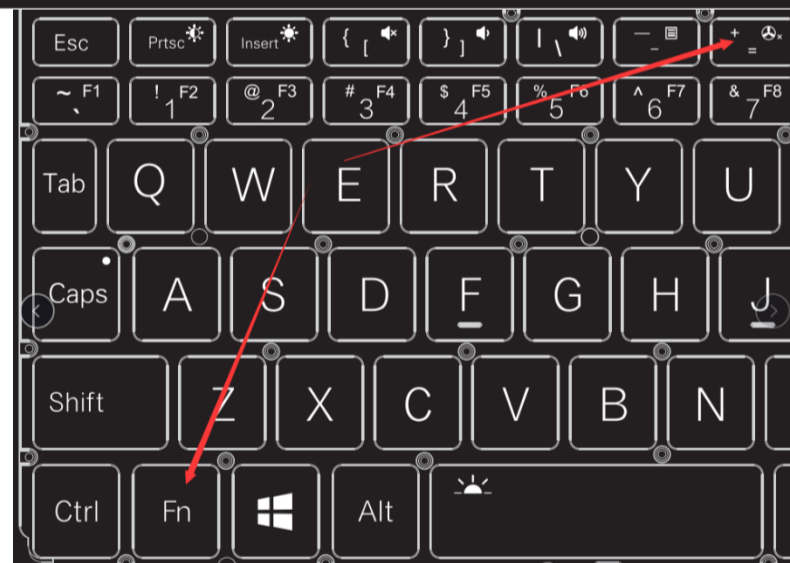 Esc Prtsc Insert { [ } ] | \ — _ + =
~ ` F1 ! 1 F2 @ 2 F3 # 3 F4 $ 4 F5 % 5 F6 ^ 6 F7 & 7 F8
Tab Q W E R T Y U
Caps A S D F G H J
Shift Z X C V B N
Ctrl Fn Alt